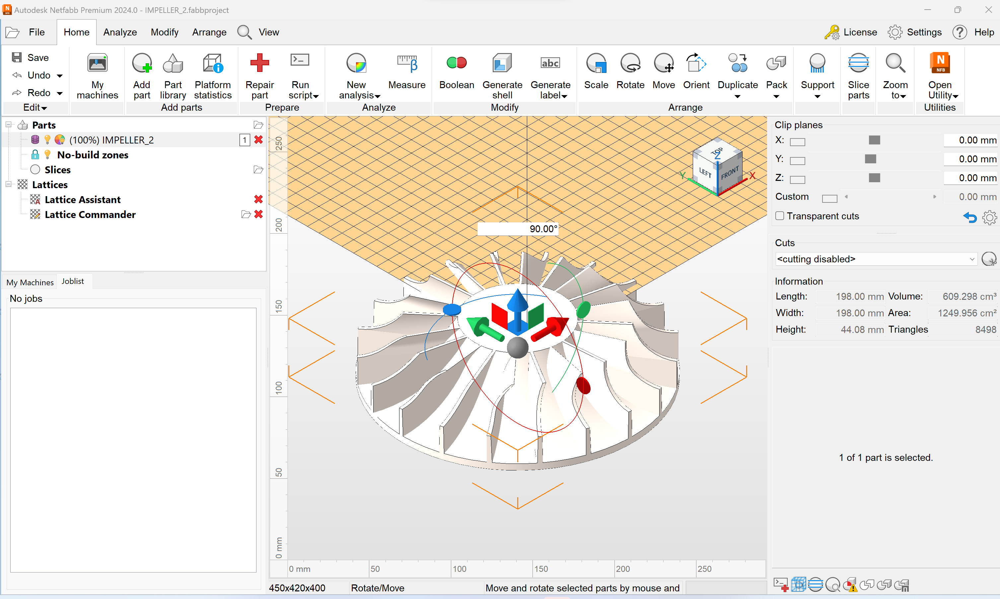 Autodesk Netfabb Premium 2024.0 - IMPELLER_2.fabbproject
File Home Analyze Modify Arrange View License Settings Help
Save
Undo
Redo
Edit
My machines
Add part
Part library
Platform statistics
Add parts
Repair part
Run script
Prepare
New analysis
Measure
Analyze
Boolean
Generate shell
abc
Generate label
Modify
Scale
Rotate
Move
Orient
Duplicate
Pack
Arrange
Support
Slice parts
Zoom to
N
NFB
Open Utility
Utilities
Parts
(100%) IMPELLER_2 1
No-build zones
Slices
Lattices
Lattice Assistant
Lattice Commander
My Machines Joblist
No jobs
250
200
150
100
50
0 mm
0 mm 50 100 150 200 250
90.00°
TOP
Z
LEFT FRONT
Y X
450x420x400 Rotate/Move Move and rotate selected parts by mouse and
Clip planes
X: 0.00 mm
Y: 0.00 mm
Z: 0.00 mm
Custom 0.00 mm
Transparent cuts
Cuts
<cutting disabled>
Information
Length: 198.00 mm Volume: 609.298 cm³
Width: 198.00 mm Area: 1249.956 cm²
Height: 44.08 mm Triangles 8498
1 of 1 part is selected.